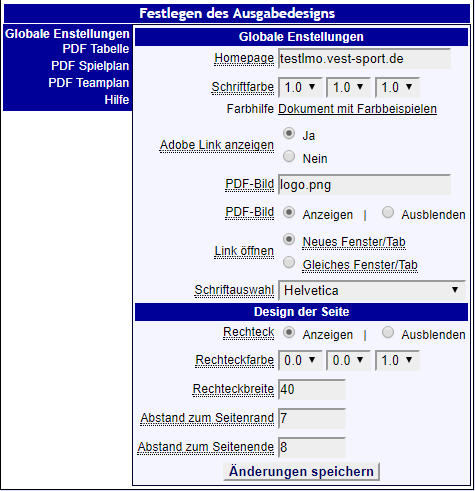 Festlegen des Ausgabedesigns
Globale Enstellungen
PDF Tabelle
PDF Spielplan
PDF Teamplan
Hilfe
Globale Enstellungen
Homepage testlmo.vest-sport.de
Schriftfarbe 1.0 1.0 1.0
Farbhilfe Dokument mit Farbbeispielen
Adobe Link anzeigen Ja
Nein
PDF-Bild logo.png
PDF-Bild Anzeigen | Ausblenden
Link öffnen Neues Fenster/Tab
Gleiches Fenster/Tab
Schriftauswahl Helvetica
Design der Seite
Rechteck Anzeigen | Ausblenden
Rechteckfarbe 0.0 0.0 1.0
Rechteckbreite 40
Abstand zum Seitenrand 7
Abstand zum Seitenende 8
Änderungen speichern